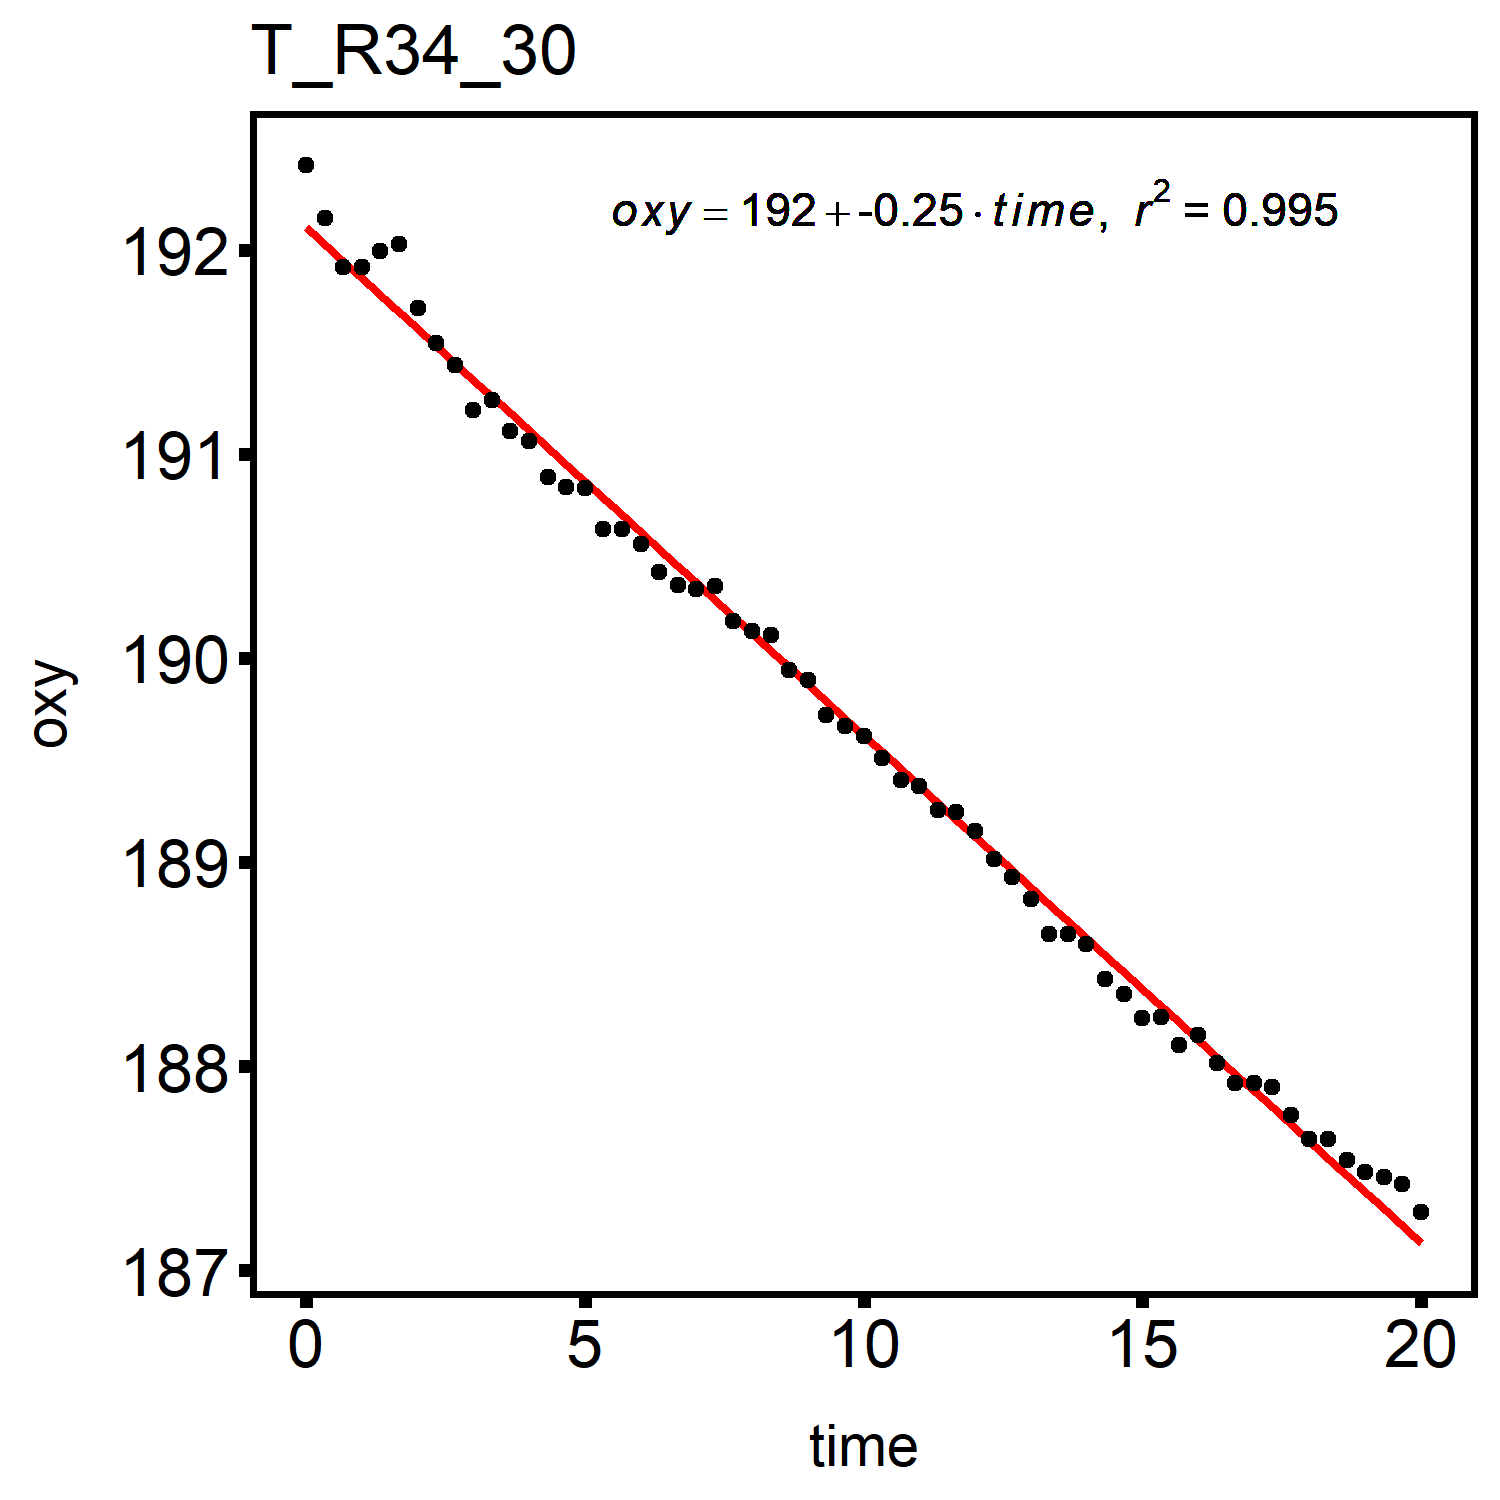 T_R34_30
oxy = 192 + -0.25 · time, r² = 0.995
192
191
190
189
188
187
oxy
0 5 10 15 20
time